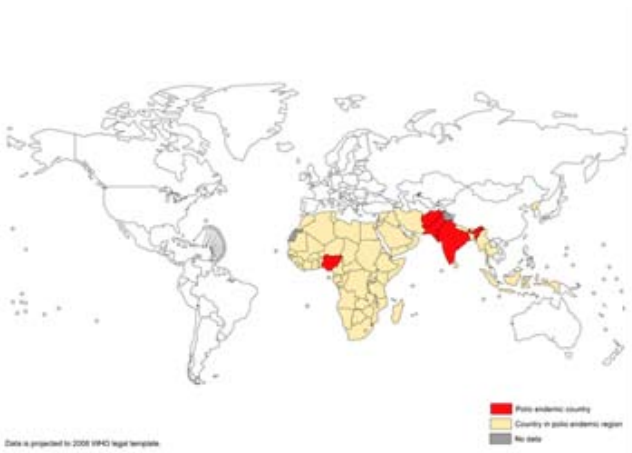 Polio endemic country
Country in polio endemic region
No data
Data is projected to 2008 WHO legal template.